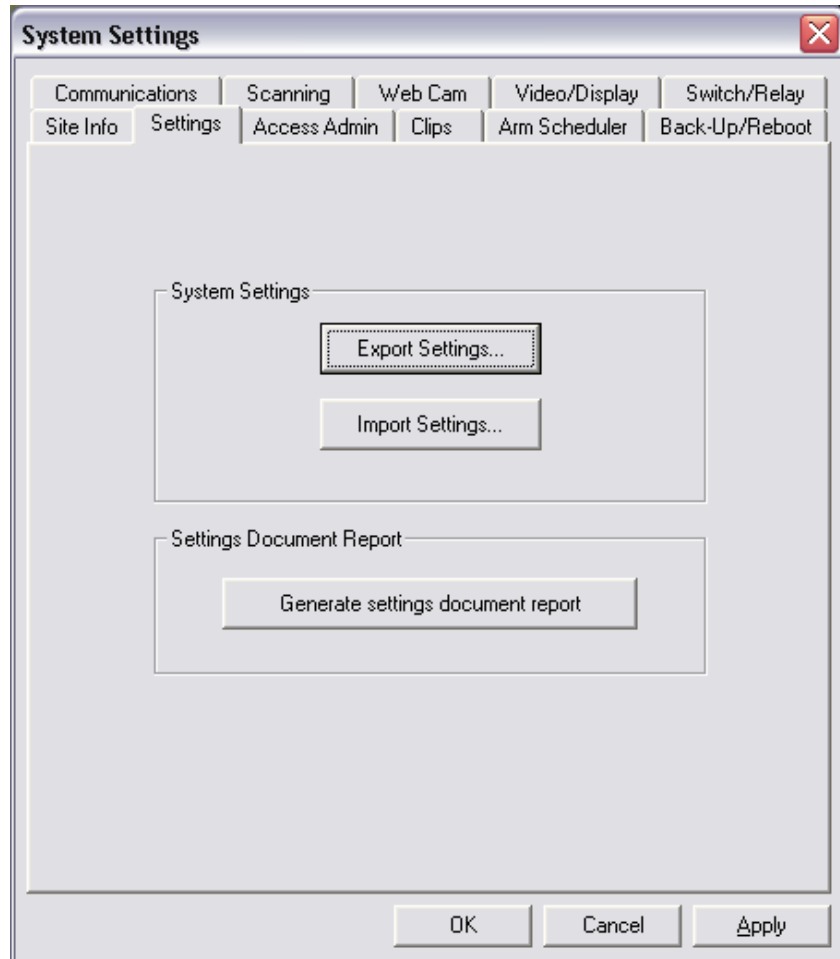 System Settings
Communications Scanning Web Cam Video/Display Switch/Relay
Site Info Settings Access Admin Clips Arm Scheduler Back-Up/Reboot
System Settings
Export Settings...
Import Settings...
Settings Document Report
Generate settings document report
OK Cancel Apply